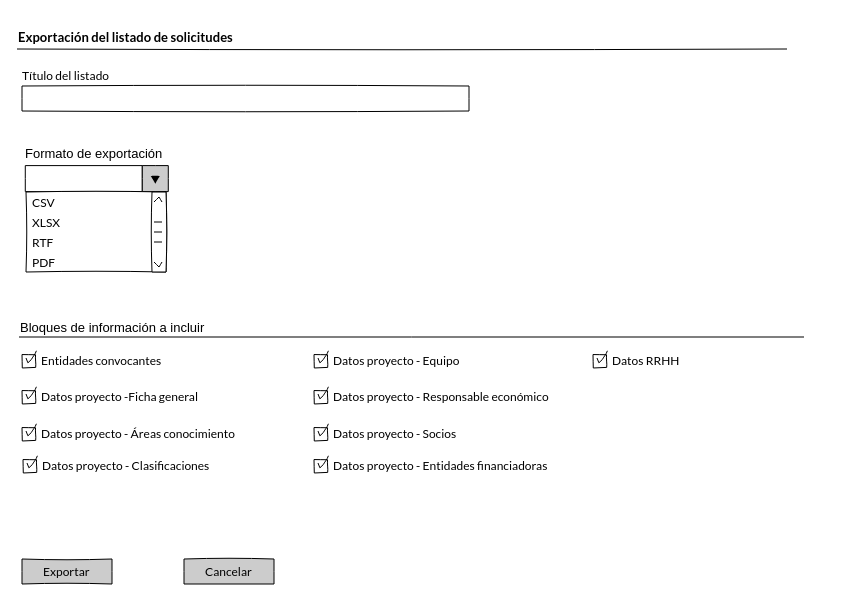 Exportación del listado de solicitudes
Título del listado
Formato de exportación
CSV
XLSX
RTF
PDF
Bloques de información a incluir
Entidades convocantes
Datos proyecto - Equipo
Datos RRHH
Datos proyecto -Ficha general
Datos proyecto - Responsable económico
Datos proyecto - Áreas conocimiento
Datos proyecto - Socios
Datos proyecto - Clasificaciones
Datos proyecto - Entidades financiadoras
Exportar
Cancelar